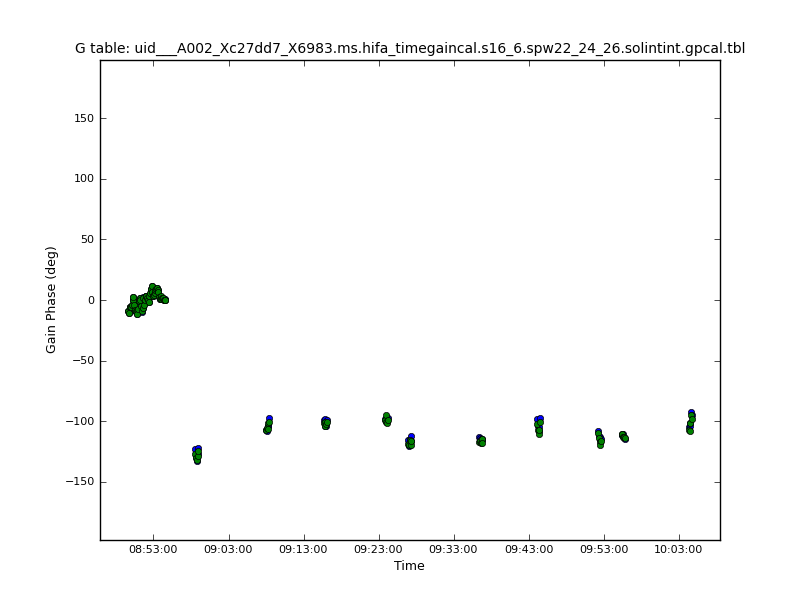 G table: uid___A002_Xc27dd7_X6983.ms.hifa_timegaincal.s16_6.spw22_24_26.solintint.gpcal.tbl
150
100
50
0
−50
−100
−150
Gain Phase (deg)
08:53:00 09:03:00 09:13:00 09:23:00 09:33:00 09:43:00 09:53:00 10:03:00
Time